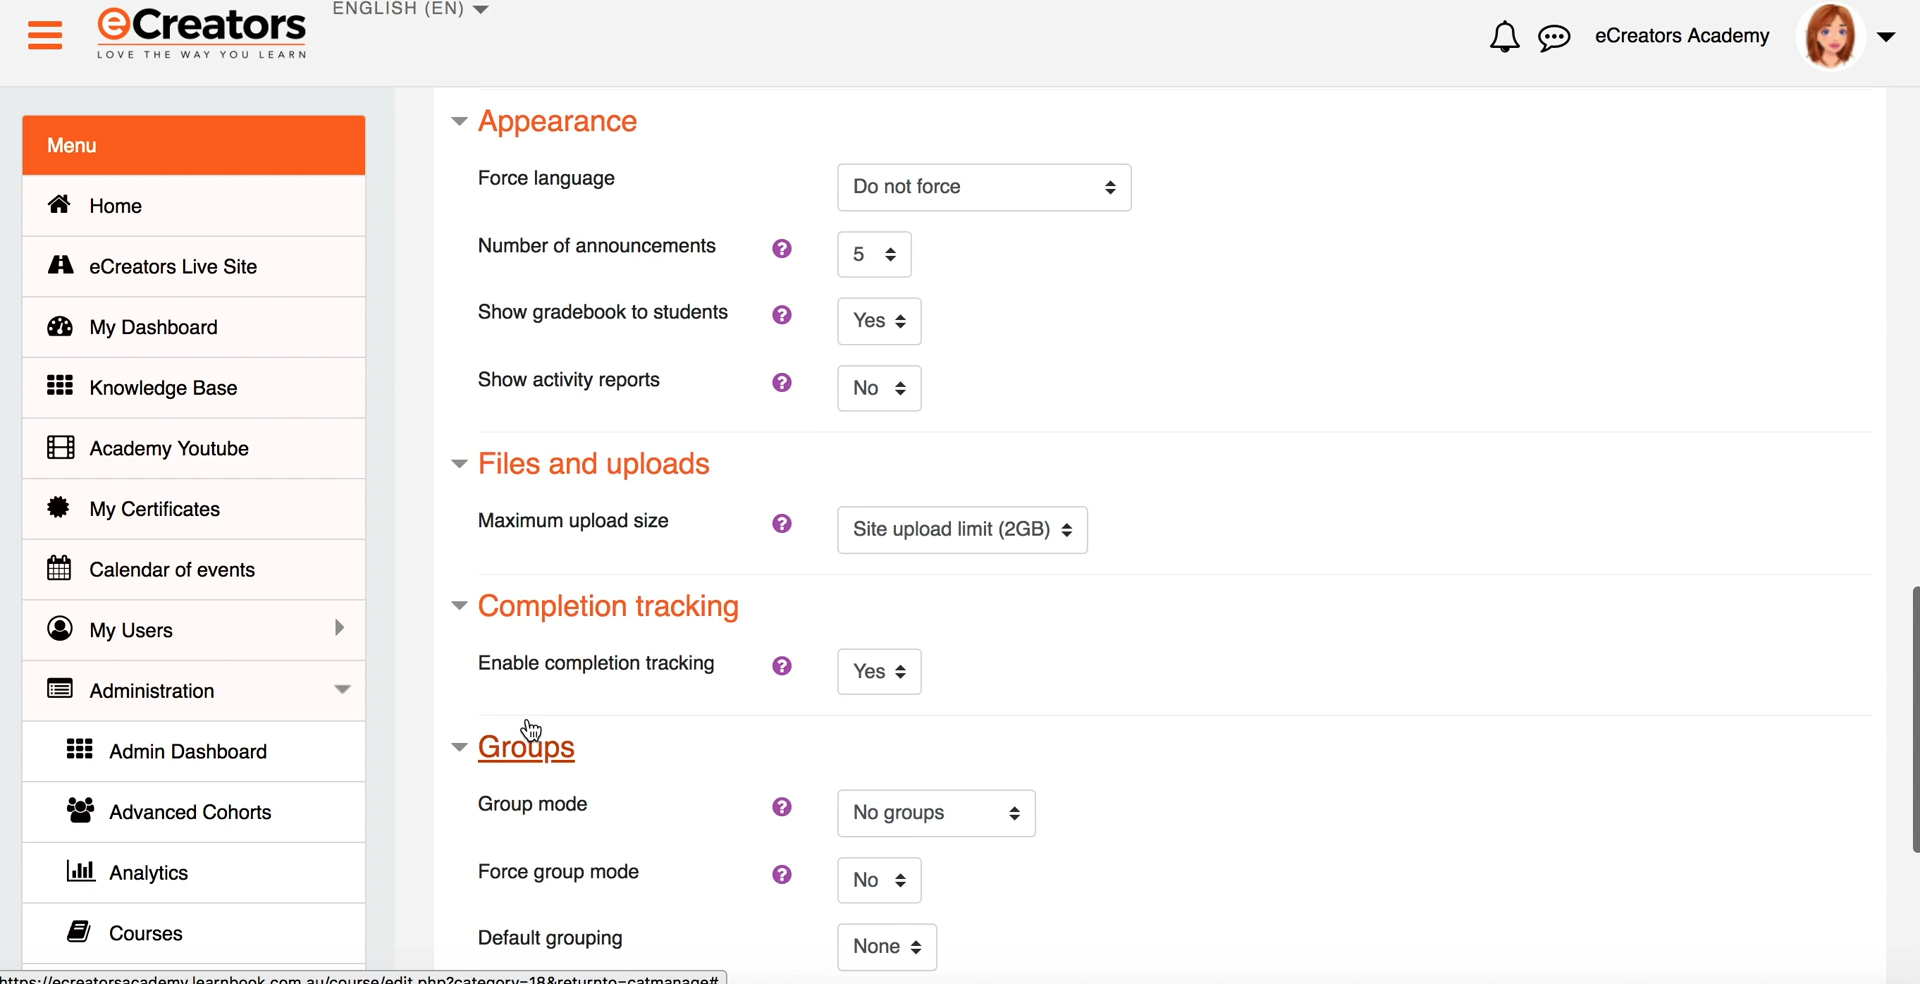 ENGLISH (EN)
eCreators
LOVE THE WAY YOU LEARN
eCreators Academy
Menu
Home
eCreators Live Site
My Dashboard
Knowledge Base
Academy Youtube
My Certificates
Calendar of events
My Users
Administration
Admin Dashboard
Advanced Cohorts
Analytics
Courses
Appearance
Force language
Do not force
Number of announcements
5
Show gradebook to students
Yes
Show activity reports
No
Files and uploads
Maximum upload size
Site upload limit (2GB)
Completion tracking
Enable completion tracking
Yes
Groups
Group mode
No groups
Force group mode
No
Default grouping
None
https://ecreatorsacademy.learnbook.com.au/course/edit.php?category=18&returnto=catmanage#